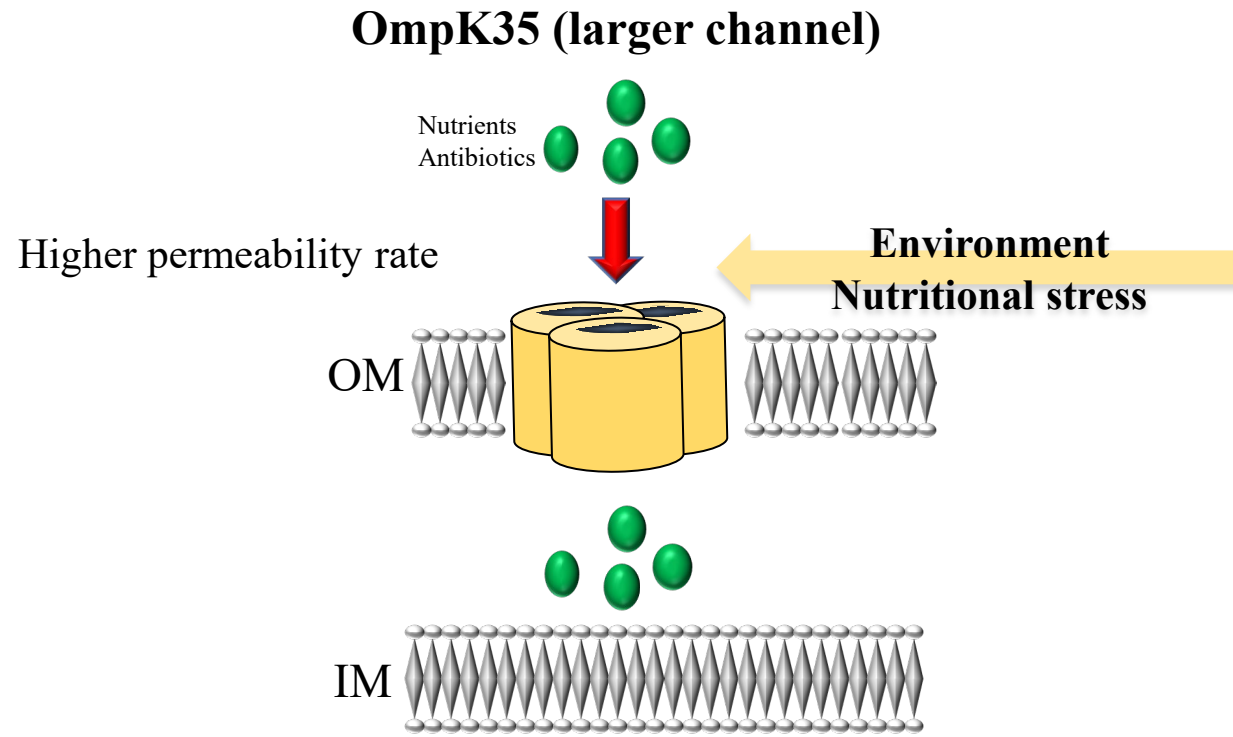 OmpK35 (larger channel)
Nutrients
Antibiotics
Higher permeability rate
Environment
Nutritional stress
OM
IM